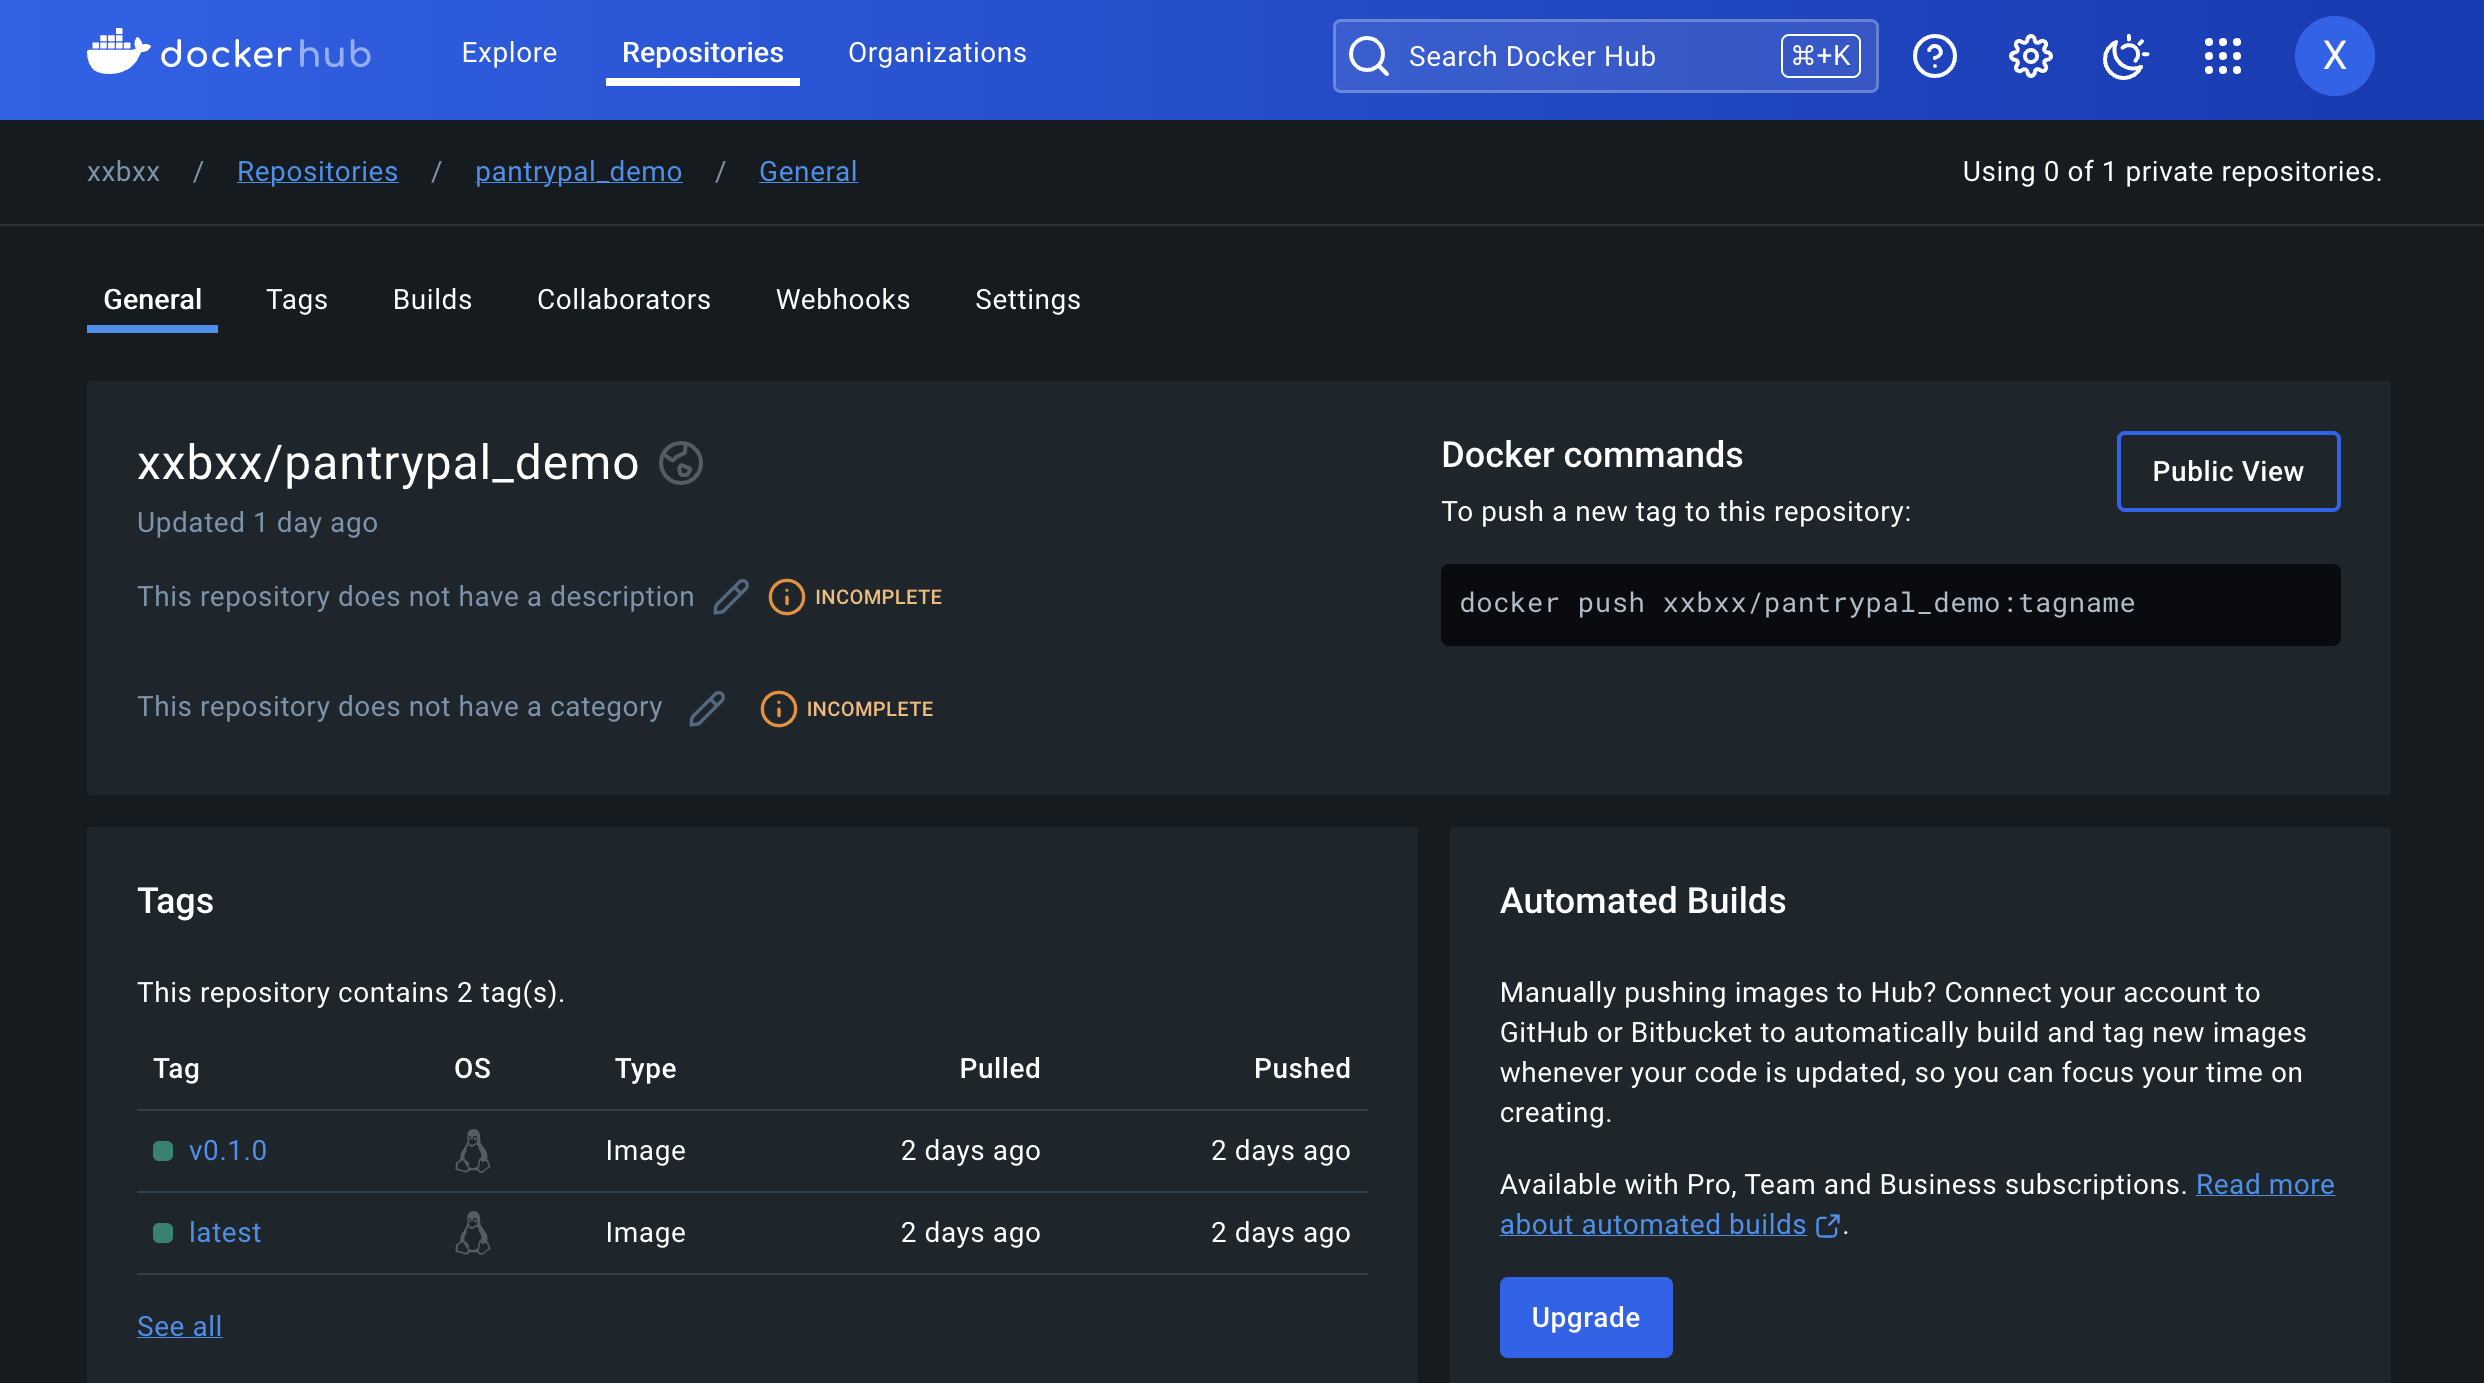 dockerhub Explore Repositories Organizations Search Docker Hub ⌘+K X
xxbxx / Repositories / pantrypal_demo / General Using 0 of 1 private repositories.
General Tags Builds Collaborators Webhooks Settings
xxbxx/pantrypal_demo
Updated 1 day ago
This repository does not have a description INCOMPLETE
This repository does not have a category INCOMPLETE
Docker commands
Public View
To push a new tag to this repository:
docker push xxbxx/pantrypal_demo:tagname
Tags
This repository contains 2 tag(s).
Tag OS Type Pulled Pushed
v0.1.0 Image 2 days ago 2 days ago
latest Image 2 days ago 2 days ago
See all
Automated Builds
Manually pushing images to Hub? Connect your account to
GitHub or Bitbucket to automatically build and tag new images
whenever your code is updated, so you can focus your time on
creating.
Available with Pro, Team and Business subscriptions. Read more
about automated builds.
Upgrade